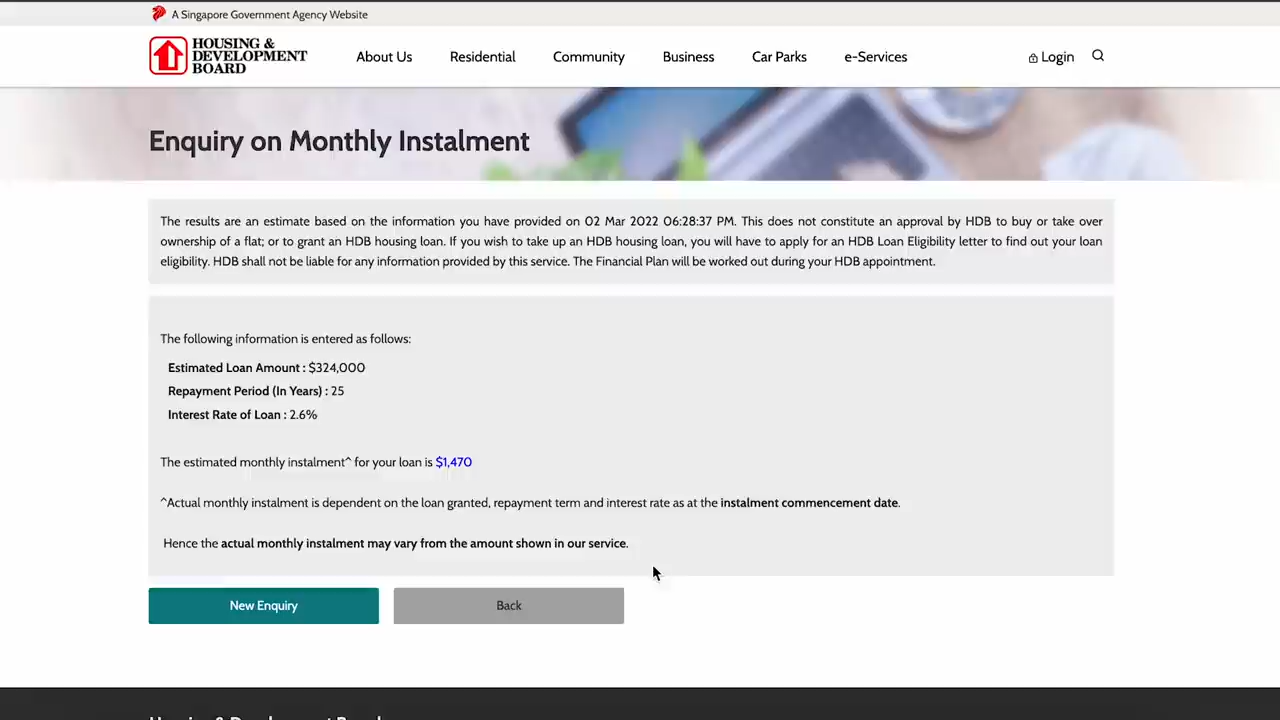 A Singapore Government Agency Website
HOUSING &
DEVELOPMENT
BOARD
About Us Residential Community Business Car Parks e-Services Login
Enquiry on Monthly Instalment
The results are an estimate based on the information you have provided on 02 Mar 2022 06:28:37 PM. This does not constitute an approval by HDB to buy or take over
ownership of a flat; or to grant an HDB housing loan. If you wish to take up an HDB housing loan, you will have to apply for an HDB Loan Eligibility letter to find out your loan
eligibility. HDB shall not be liable for any information provided by this service. The Financial Plan will be worked out during your HDB appointment.
The following information is entered as follows:
Estimated Loan Amount : $324,000
Repayment Period (In Years) : 25
Interest Rate of Loan : 2.6%
The estimated monthly instalment^ for your loan is $1,470
^Actual monthly instalment is dependent on the loan granted, repayment term and interest rate as at the instalment commencement date.
Hence the actual monthly instalment may vary from the amount shown in our service.
New Enquiry Back
Housing & Development Board